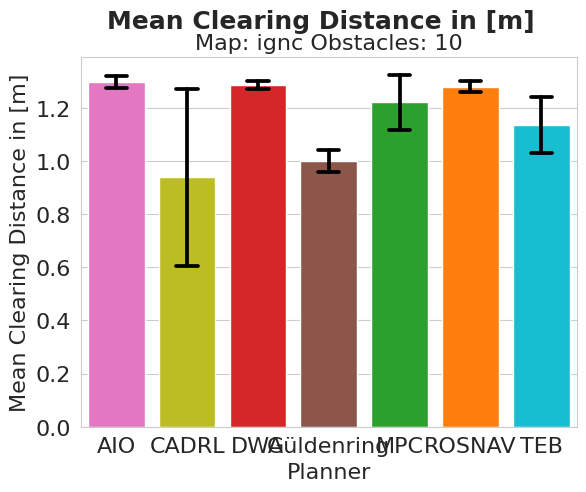 Mean Clearing Distance in [m]
Map: ignc Obstacles: 10
Mean Clearing Distance in [m]
1.2
1.0
0.8
0.6
0.4
0.2
0.0
AIO CADRL DWA Güldenring MPC ROSNAV TEB
Planner